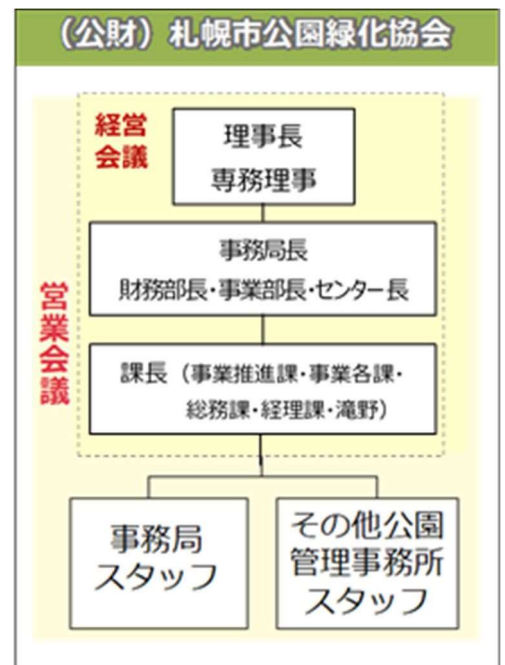 （公財）札幌市公園緑化協会
経営
会議
理事長
専務理事
事務局長
財務部長・事業部長・センター長
営業会議
課長（事業推進課・事業各課・
総務課・経理課・滝野）
事務局
スタッフ
その他公園
管理事務所
スタッフ